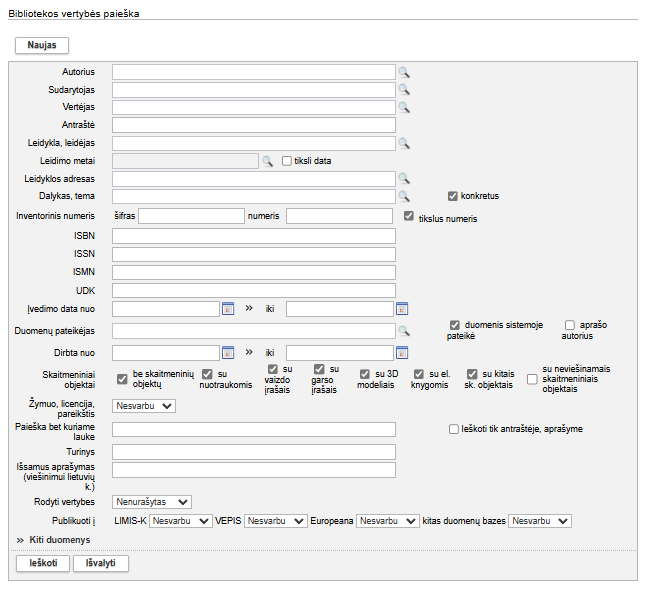 Bibliotekos vertybės paieška
Naujas
Autorius
Sudarytojas
Vertėjas
Antraštė
Leidykla, leidėjas
Leidimo metai tiksli data
Leidyklos adresas
Dalykas, tema konkretus
Inventorinis numeris šifras numeris tikslus numeris
ISBN
ISSN
ISMN
UDK
Įvedimo data nuo » iki
Duomenų pateikėjas duomenis sistemoje pateikė aprašo autorius
Dirbta nuo » iki
Skaitmeniniai objektai be skaitmeninių objektų su nuotraukomis su vaizdo įrašais su garso įrašais su 3D modeliais su el. knygomis su kitais sk. objektais su neviešinamais skaitmeniniais objektais
Žymuo, licencija, pareikštis Nesvarbu
Paieška bet kuriame lauke Ieškoti tik antraštėje, aprašyme
Turinys
Išsamus aprašymas (viešinimui lietuvių k.)
Rodyti vertybes Nenurašytas
Publikuoti į LIMIS-K Nesvarbu VEPIS Nesvarbu Europeana Nesvarbu kitas duomenų bazes Nesvarbu
» Kiti duomenys
Ieškoti Išvalyti